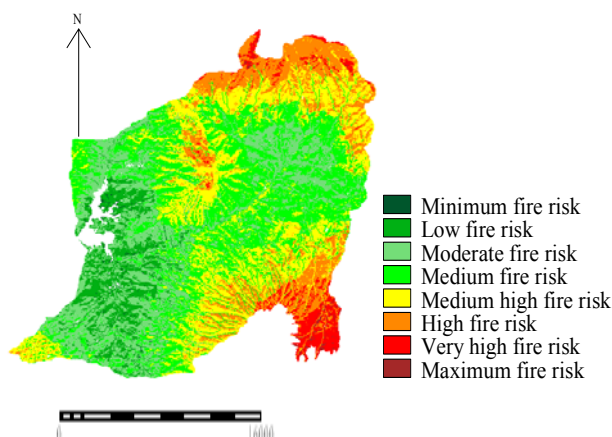 N
Minimum fire risk
Low fire risk
Moderate fire risk
Medium fire risk
Medium high fire risk
High fire risk
Very high fire risk
Maximum fire risk